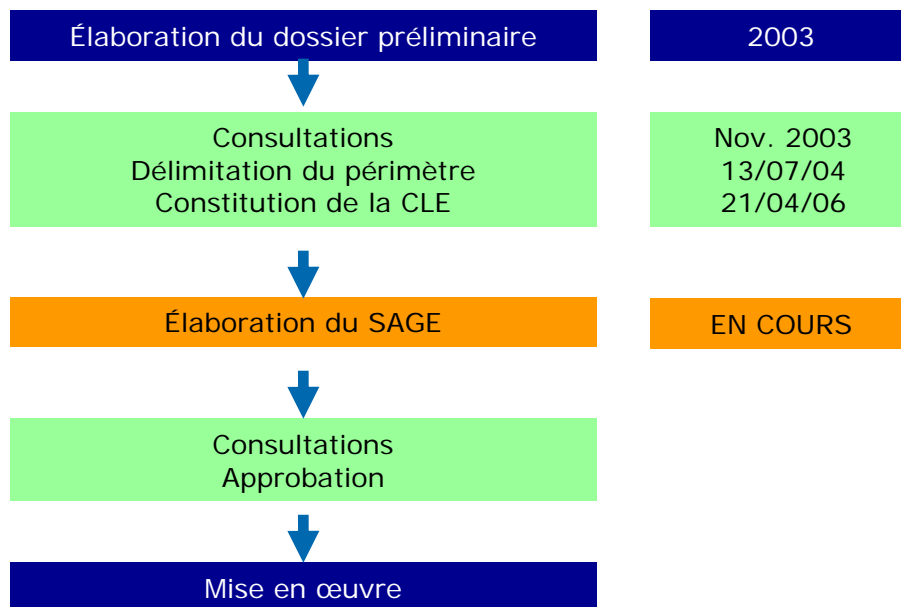 Élaboration du dossier préliminaire
2003
Consultations
Délimitation du périmètre
Constitution de la CLE
Nov. 2003
13/07/04
21/04/06
Élaboration du SAGE
EN COURS
Consultations
Approbation
Mise en œuvre